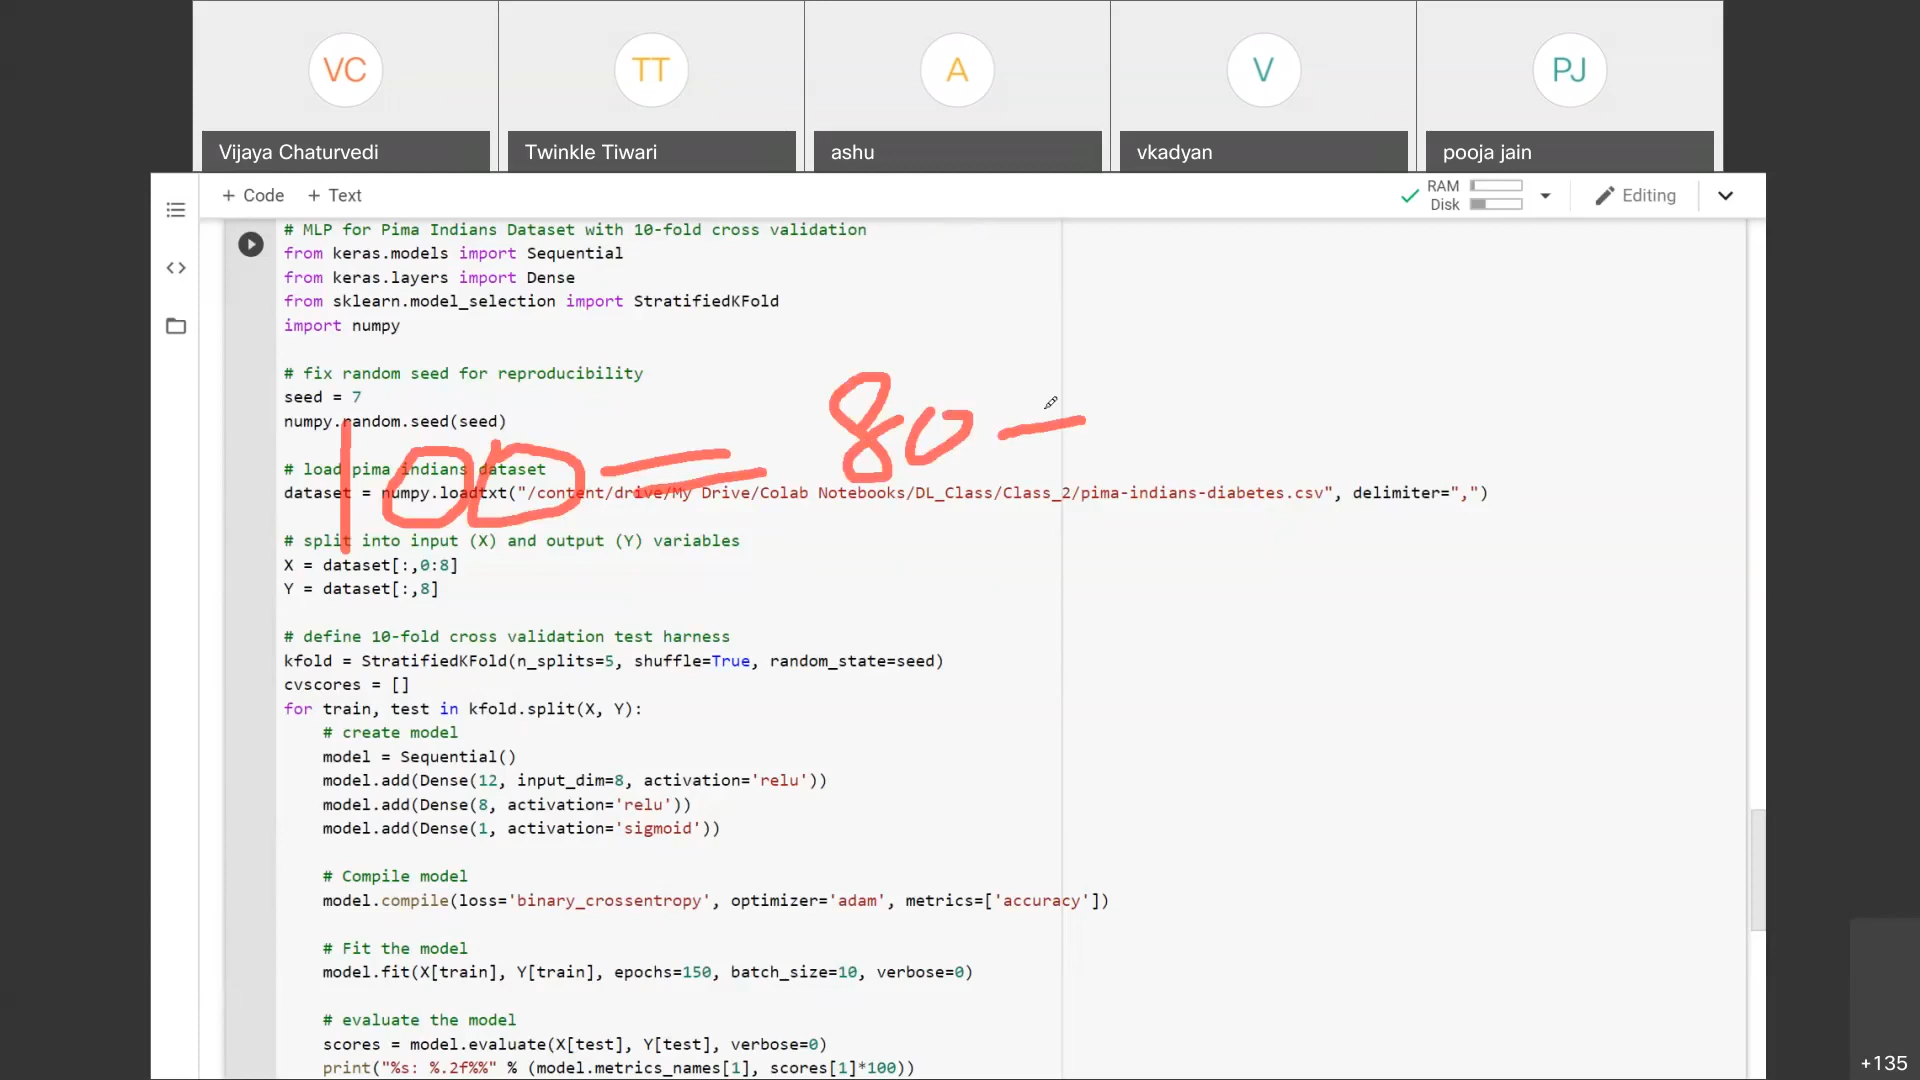 VC TT A V PJ
Vijaya Chaturvedi Twinkle Tiwari ashu vkadyan pooja jain
+ Code + Text RAM Disk Editing
# MLP for Pima Indians Dataset with 10-fold cross validation
from keras.models import Sequential
from keras.layers import Dense
from sklearn.model_selection import StratifiedKFold
import numpy
# fix random seed for reproducibility
seed = 7
numpy.random.seed(seed)
100 = 80 -
# load pima indians dataset
dataset = numpy.loadtxt("/content/drive/My Drive/Colab Notebooks/DL_Class/Class_2/pima-indians-diabetes.csv", delimiter=",")
# split into input (X) and output (Y) variables
X = dataset[:,0:8]
Y = dataset[:,8]
# define 10-fold cross validation test harness
kfold = StratifiedKFold(n_splits=5, shuffle=True, random_state=seed)
cvscores = []
for train, test in kfold.split(X, Y):
    # create model
    model = Sequential()
    model.add(Dense(12, input_dim=8, activation='relu'))
    model.add(Dense(8, activation='relu'))
    model.add(Dense(1, activation='sigmoid'))
    # Compile model
    model.compile(loss='binary_crossentropy', optimizer='adam', metrics=['accuracy'])
    # Fit the model
    model.fit(X[train], Y[train], epochs=150, batch_size=10, verbose=0)
    # evaluate the model
    scores = model.evaluate(X[test], Y[test], verbose=0)
    print("%s: %.2f%%" % (model.metrics_names[1], scores[1]*100))
+135